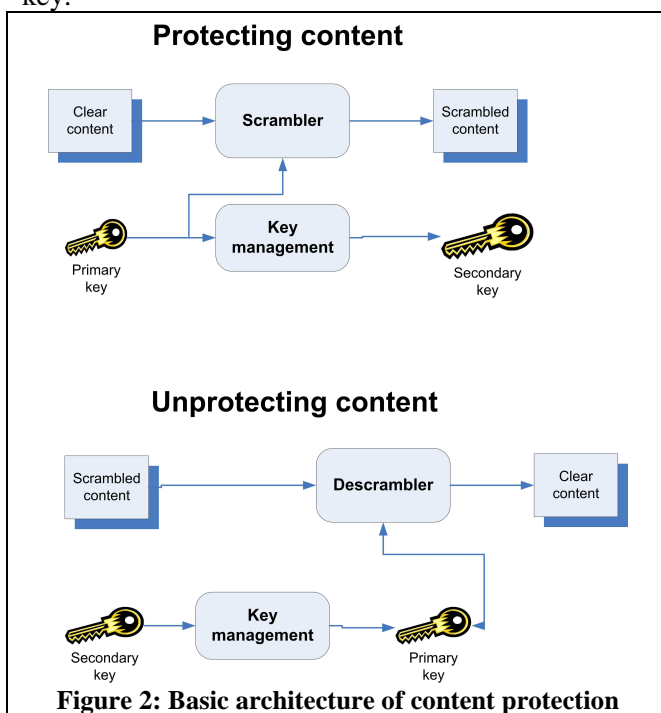 key.
Protecting content
Clear
content
Scrambler
Scrambled
content
Primary
key
Key
management
Secondary
key
Unprotecting content
Scrambled
content
Descrambler
Clear
content
Secondary
key
Key
management
Primary
key
Figure 2: Basic architecture of content protection